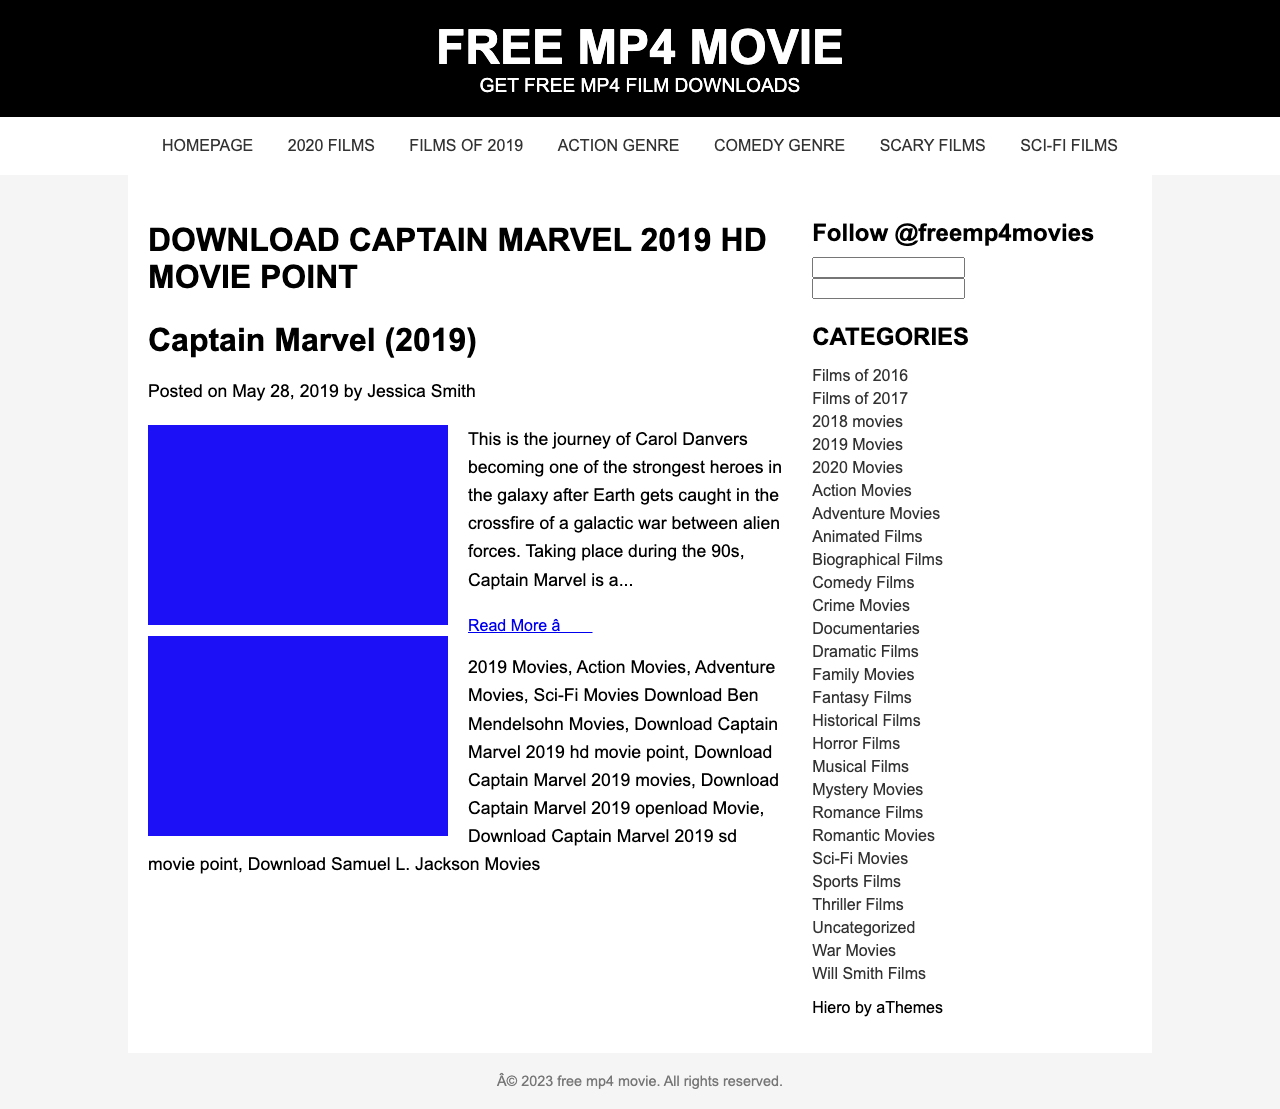 FREE MP4 MOVIE
GET FREE MP4 FILM DOWNLOADS
HOMEPAGE 2020 FILMS FILMS OF 2019 ACTION GENRE COMEDY GENRE SCARY FILMS SCI-FI FILMS
DOWNLOAD CAPTAIN MARVEL 2019 HD
MOVIE POINT
Captain Marvel (2019)
Posted on May 28, 2019 by Jessica Smith
This is the journey of Carol Danvers
becoming one of the strongest heroes in
the galaxy after Earth gets caught in the
crossfire of a galactic war between alien
forces. Taking place during the 90s,
Captain Marvel is a...
Read More â
2019 Movies, Action Movies, Adventure
Movies, Sci-Fi Movies Download Ben
Mendelsohn Movies, Download Captain
Marvel 2019 hd movie point, Download
Captain Marvel 2019 movies, Download
Captain Marvel 2019 openload Movie,
Download Captain Marvel 2019 sd
movie point, Download Samuel L. Jackson Movies
Follow @freemp4movies
CATEGORIES
Films of 2016
Films of 2017
2018 movies
2019 Movies
2020 Movies
Action Movies
Adventure Movies
Animated Films
Biographical Films
Comedy Films
Crime Movies
Documentaries
Dramatic Films
Family Movies
Fantasy Films
Historical Films
Horror Films
Musical Films
Mystery Movies
Romance Films
Romantic Movies
Sci-Fi Movies
Sports Films
Thriller Films
Uncategorized
War Movies
Will Smith Films
Hiero by aThemes
Â© 2023 free mp4 movie. All rights reserved.